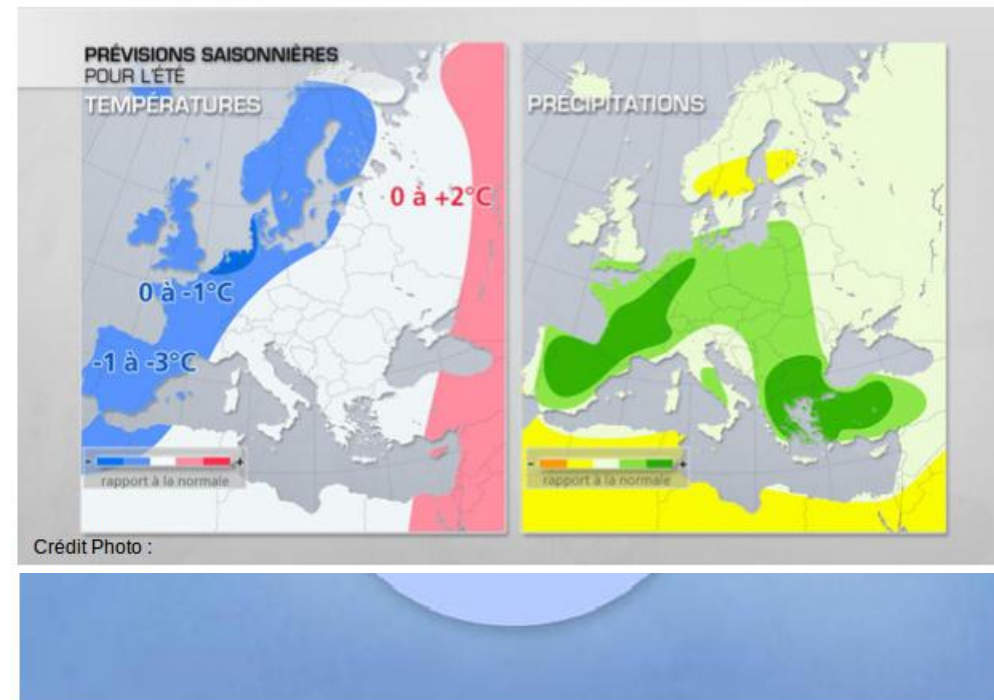 PRÉVISIONS SAISONNIÈRES
POUR L'ÉTÉ
TEMPÉRATURES
0 à +2°C
0 à -1°C
-1 à -3°C
- +
rapport à la normale
PRÉCIPITATIONS
- +
rapport à la normale
Crédit Photo :